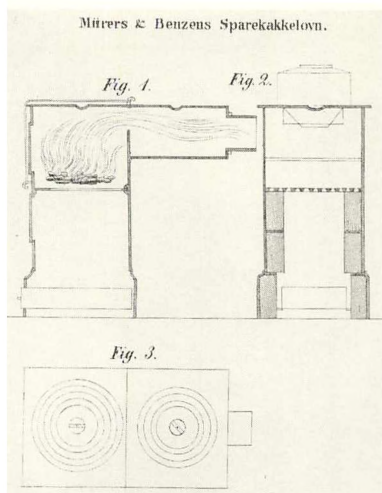 Mürers & Benzens Sparekakkelovn.
Fig. 1.
Fig. 2.
Fig. 3.